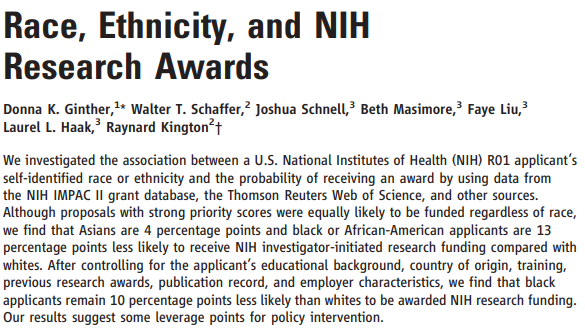 Race, Ethnicity, and NIH
Research Awards
Donna K. Ginther,1* Walter T. Schaffer,2 Joshua Schnell,3 Beth Masimore,3 Faye Liu,3
Laurel L. Haak,3 Raynard Kington2†
We investigated the association between a U.S. National Institutes of Health (NIH) R01 applicant’s
self-identified race or ethnicity and the probability of receiving an award by using data from
the NIH IMPAC II grant database, the Thomson Reuters Web of Science, and other sources.
Although proposals with strong priority scores were equally likely to be funded regardless of race,
we find that Asians are 4 percentage points and black or African-American applicants are 13
percentage points less likely to receive NIH investigator-initiated research funding compared with
whites. After controlling for the applicant’s educational background, country of origin, training,
previous research awards, publication record, and employer characteristics, we find that black
applicants remain 10 percentage points less likely than whites to be awarded NIH research funding.
Our results suggest some leverage points for policy intervention.